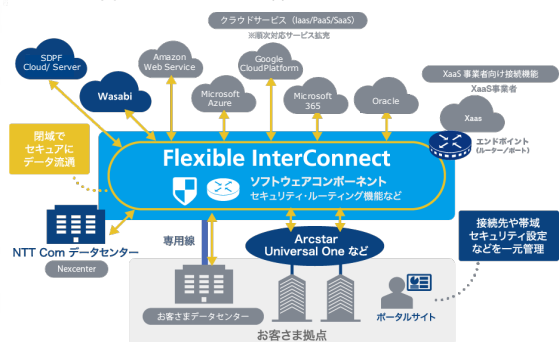 クラウドサービス（Iaas/PaaS/SaaS）
※順次対応サービス拡充
SDPF
Cloud/ Server
Wasabi
Amazon
Web Service
Microsoft
Azure
Google
CloudPlatform
Microsoft
365
Oracle
XaaS 事業者向け接続機能
XaaS事業者
Xaas
エンドポイント
（ルーター/ポート）
閉域で
セキュアに
データ流通
Flexible InterConnect
ソフトウェアコンポーネント
セキュリティ・ルーティング機能など
NTT Com データセンター
Nexcenter
専用線
Arcstar
Universal One など
接続先や帯域
セキュリティ設定
などを一元管理
お客さまデータセンター
ポータルサイト
お客さま拠点